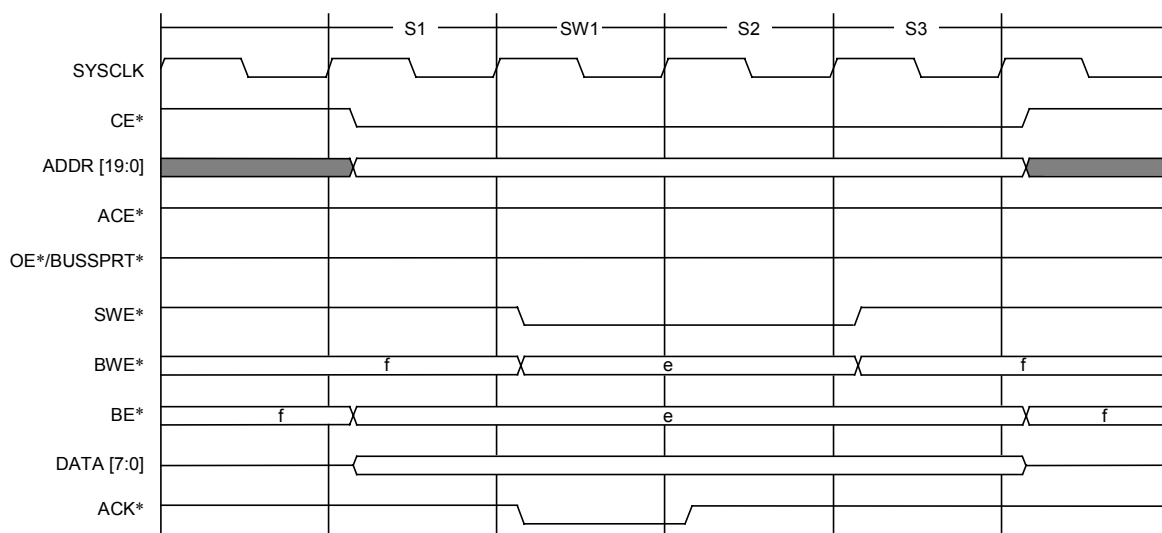 S1 SW1 S2 S3
SYSCLK
CE*
ADDR [19:0]
ACE*
OE*/BUSSPRT*
SWE*
BWE* f e f
BE* f e f
DATA [7:0]
ACK*